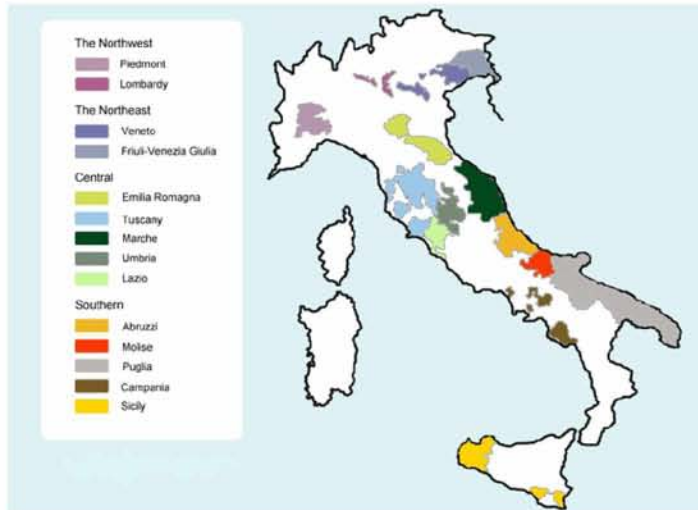 The Northwest
Piedmont
Lombardy
The Northeast
Veneto
Friuli-Venezia Giulia
Central
Emilia Romagna
Tuscany
Marche
Umbria
Lazio
Southern
Abruzzi
Molise
Puglia
Campania
Sicily